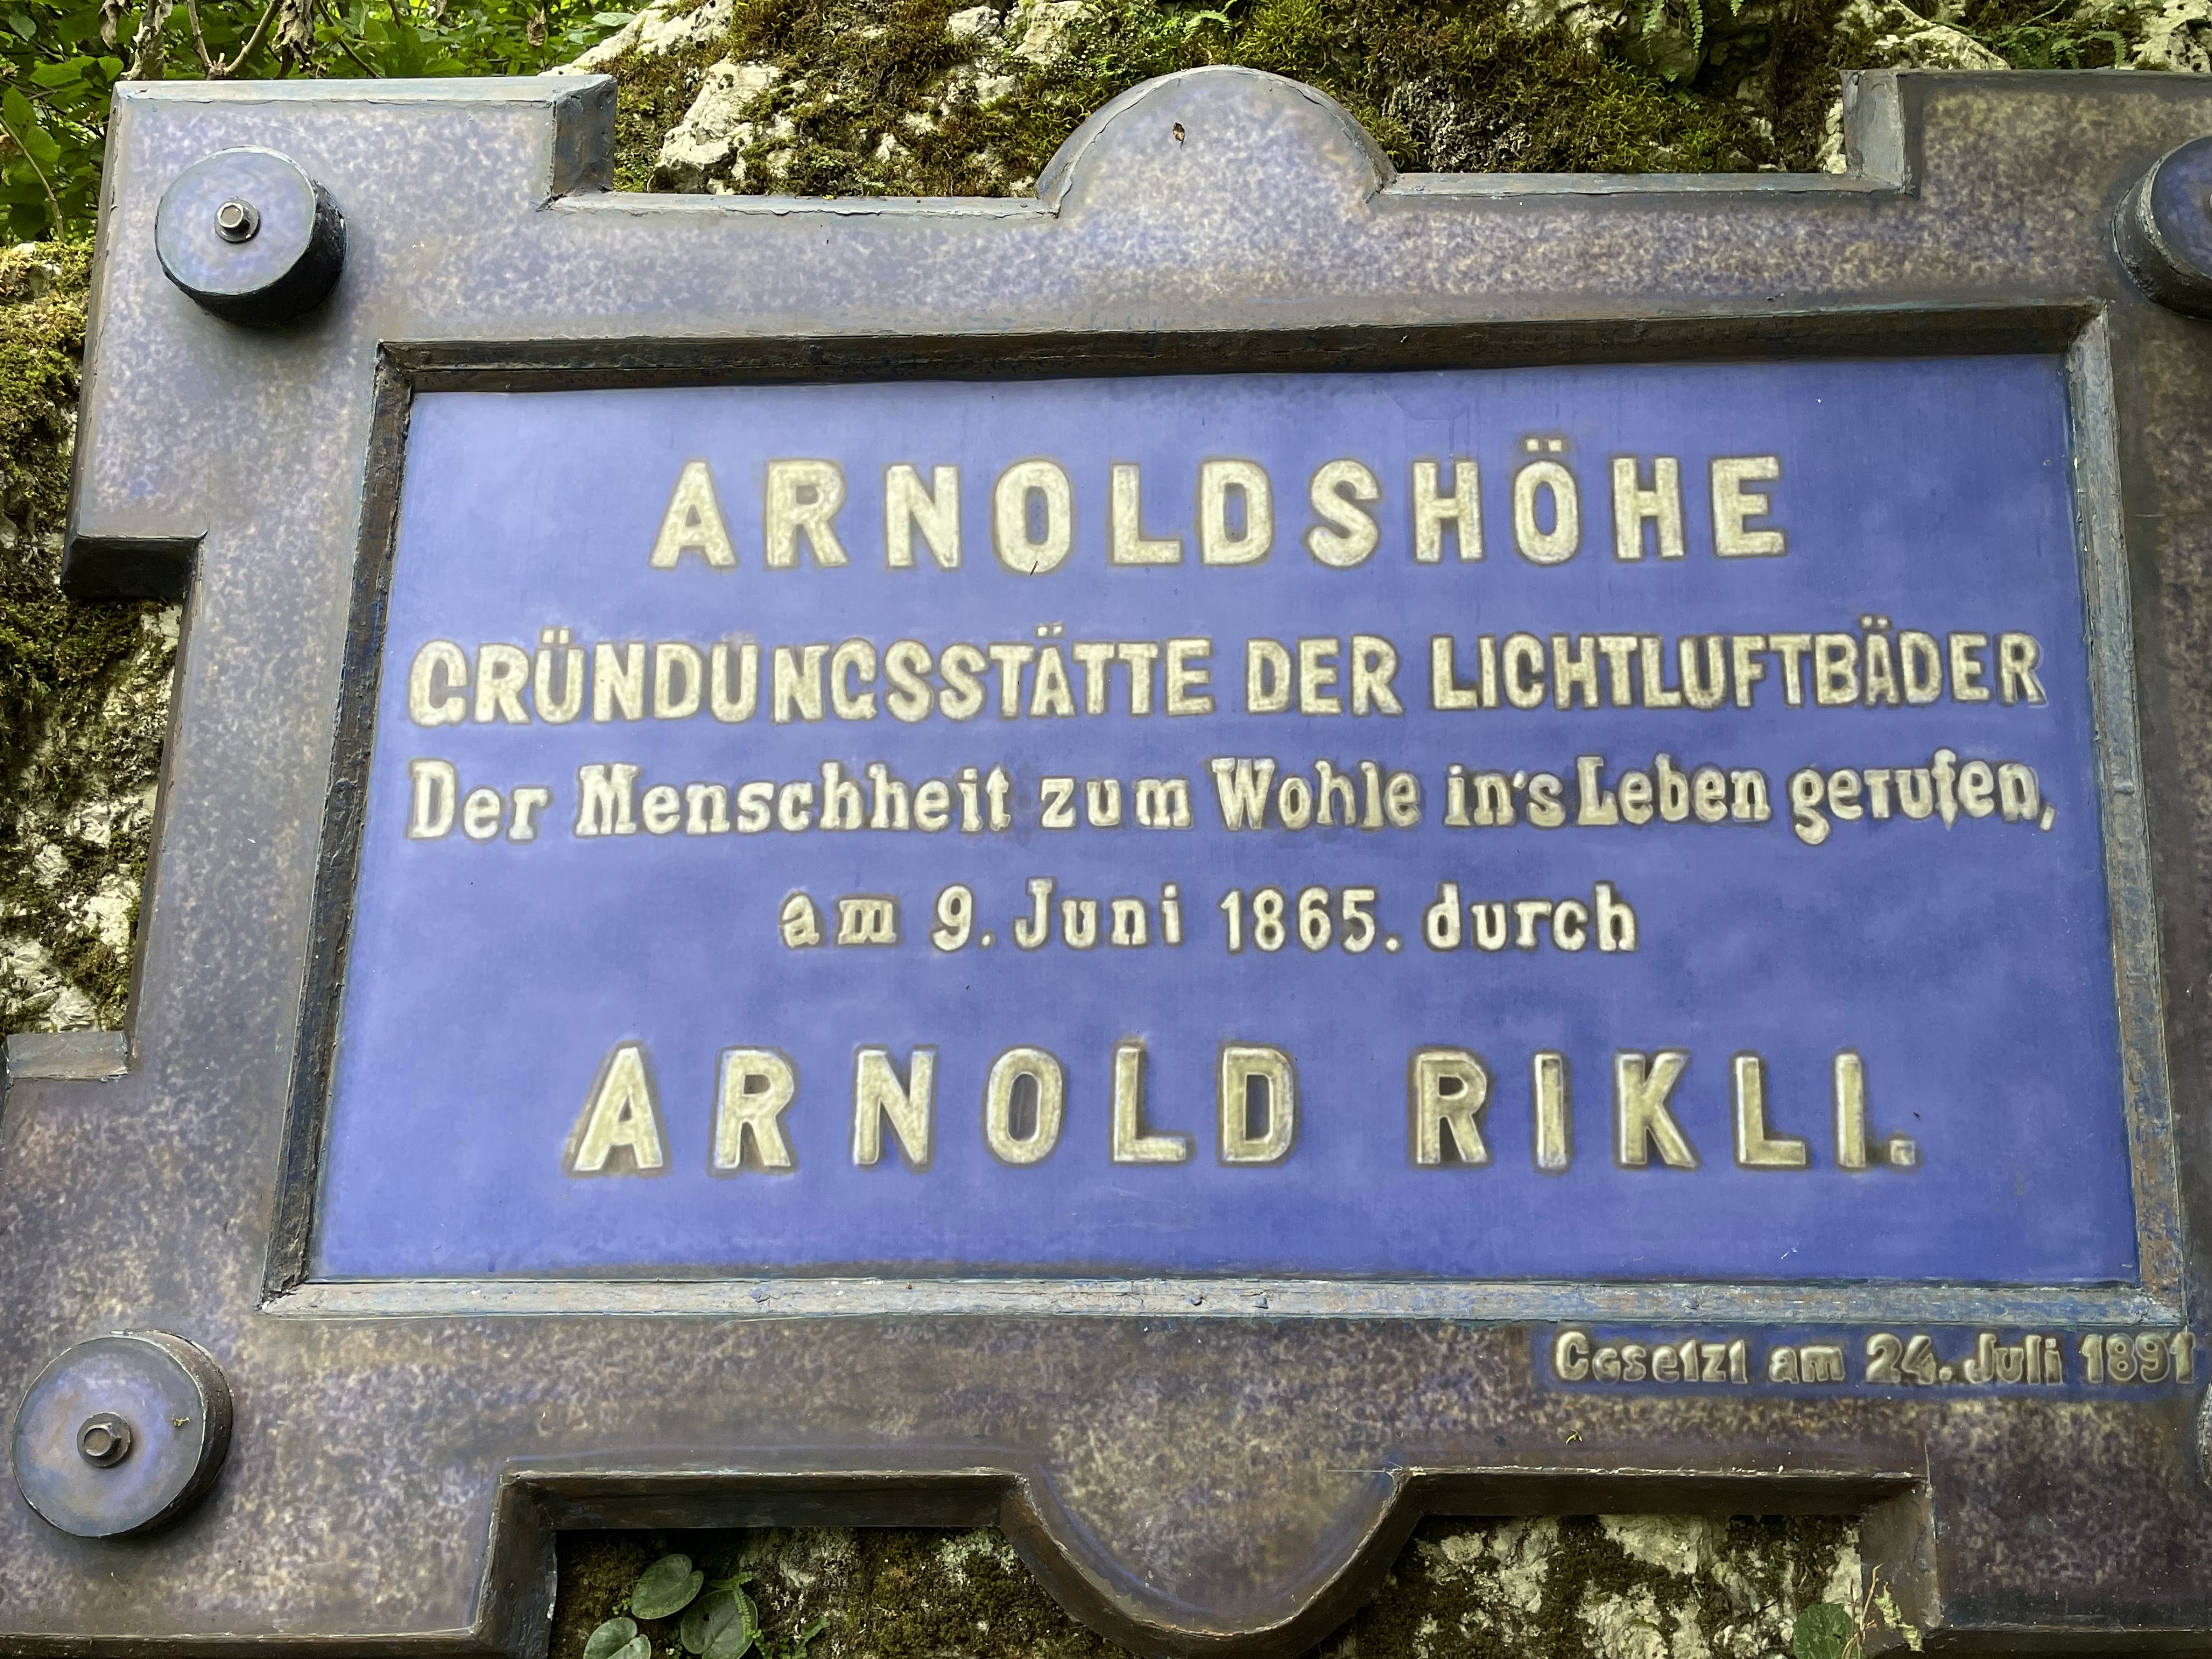 ARNOLDSHÖHE
GRÜNDUNGSSTÄTTE DER LICHTLUFTBÄDER
Der Menschheit zum Wohle in's Leben gerufen,
am 9. Juni 1865. durch
ARNOLD RIKLI.
Gesetzt am 24. Juli 1891